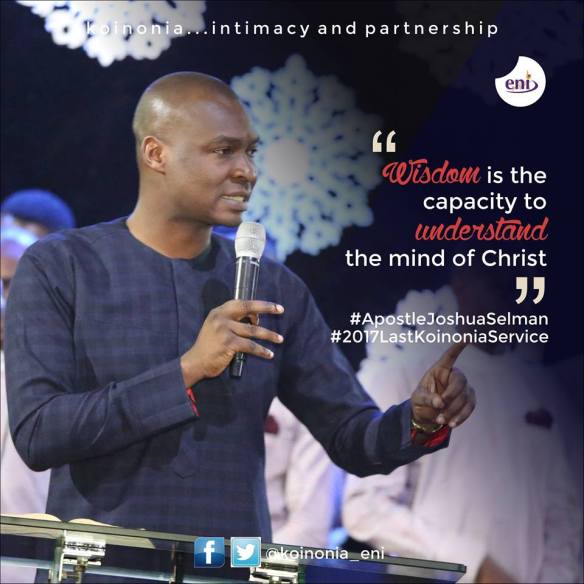 koinonia...intimacy and partnership
eni
“
Wisdom is the
capacity to
understand
the mind of Christ
”
#ApostleJoshuaSelman
#2017LastKoinoniaService
f @koinonia_eni